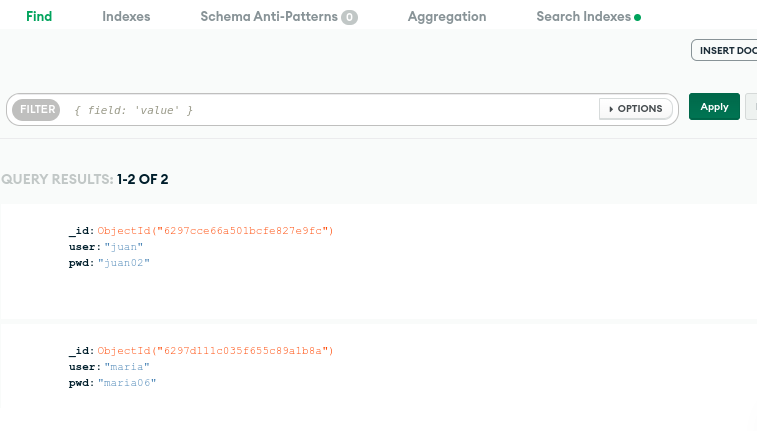 Find Indexes Schema Anti-Patterns 0 Aggregation Search Indexes
INSERT DOC
FILTER { field: 'value' } OPTIONS Apply
QUERY RESULTS: 1-2 OF 2
_id: ObjectId("6297cce66a501bcfe827e9fc")
user: "juan"
pwd: "juan02"
_id: ObjectId("6297d111c035f655c89a1b8a")
user: "maria"
pwd: "maria06"